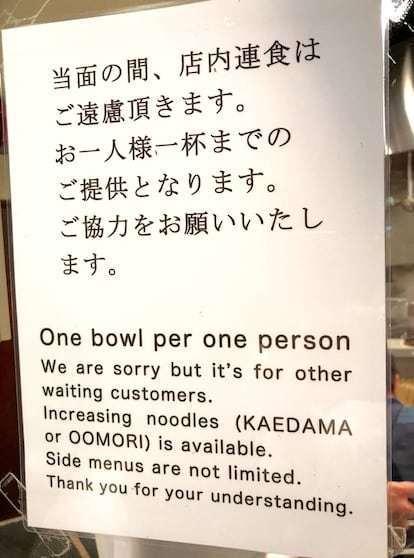 当面の間、店内連食は
ご遠慮頂きます。
お一人様一杯までの
ご提供となります。
ご協力をお願いいたし
ます。
One bowl per one person
We are sorry but it's for other
waiting customers.
Increasing noodles (KAEDAMA
or OOMORI) is available.
Side menus are not limited.
Thank you for your understanding.